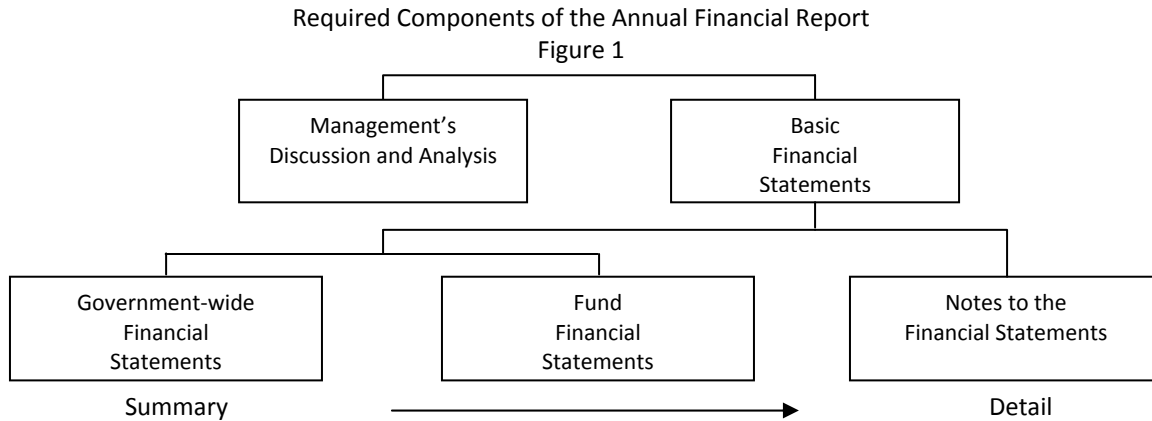 Required Components of the Annual Financial Report
Figure 1
Management’s
Discussion and Analysis
Basic
Financial
Statements
Government-wide
Financial
Statements
Fund
Financial
Statements
Notes to the
Financial Statements
Summary
Detail